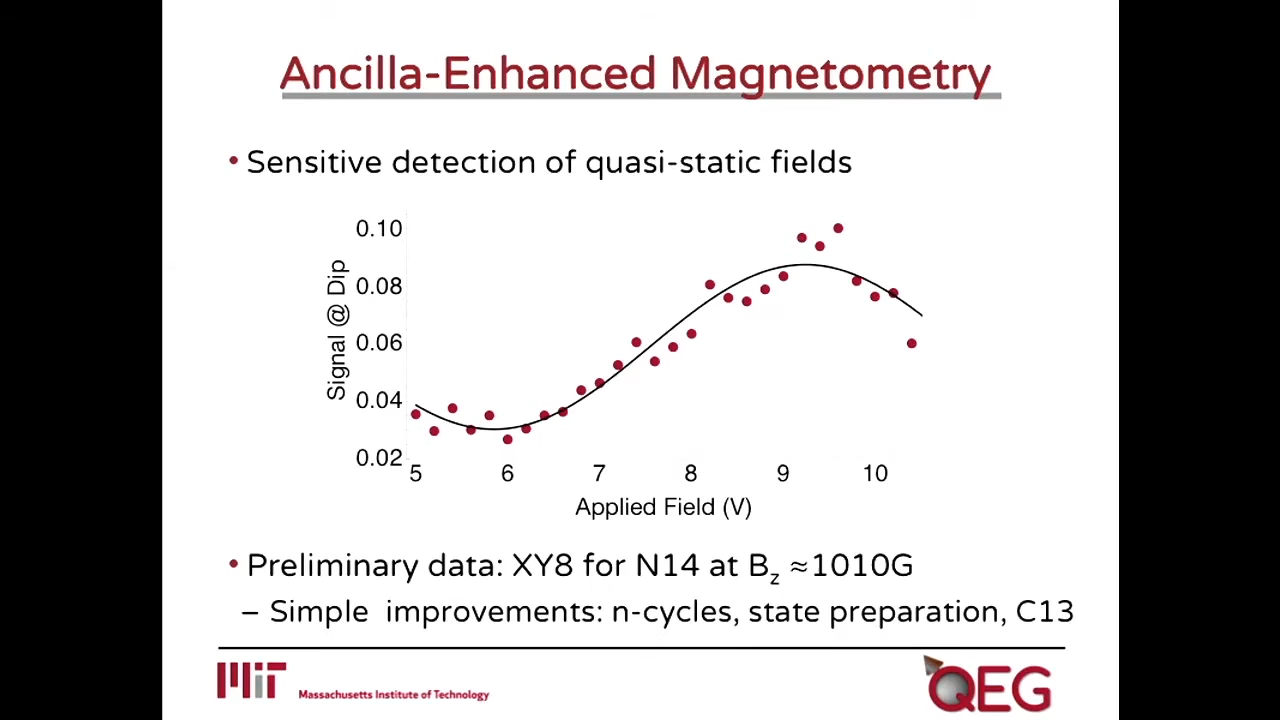 Ancilla-Enhanced Magnetometry
• Sensitive detection of quasi-static fields
0.10
0.08
0.06
0.04
0.02
Signal @ Dip
5 6 7 8 9 10
Applied Field (V)
• Preliminary data: XY8 for N14 at Bz ≈1010G
– Simple improvements: n-cycles, state preparation, C13
MIT Massachusetts Institute of Technology
QEG